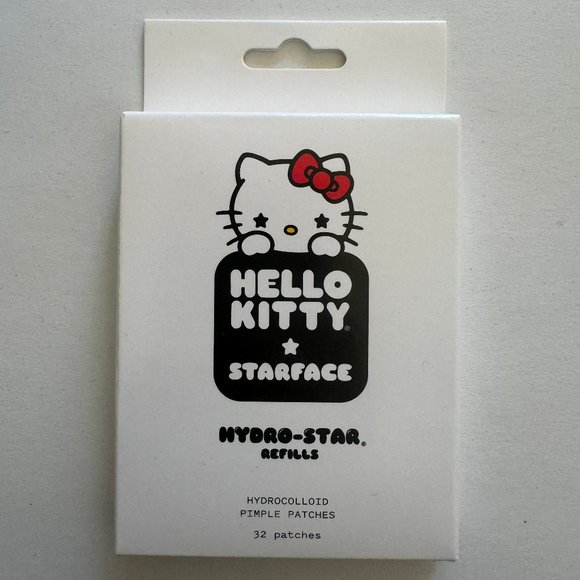 HELLO
KITTY®
★
STARFACE
HYDRO-STAR®
REFILLS
HYDROCOLLOID
PIMPLE PATCHES
32 patches